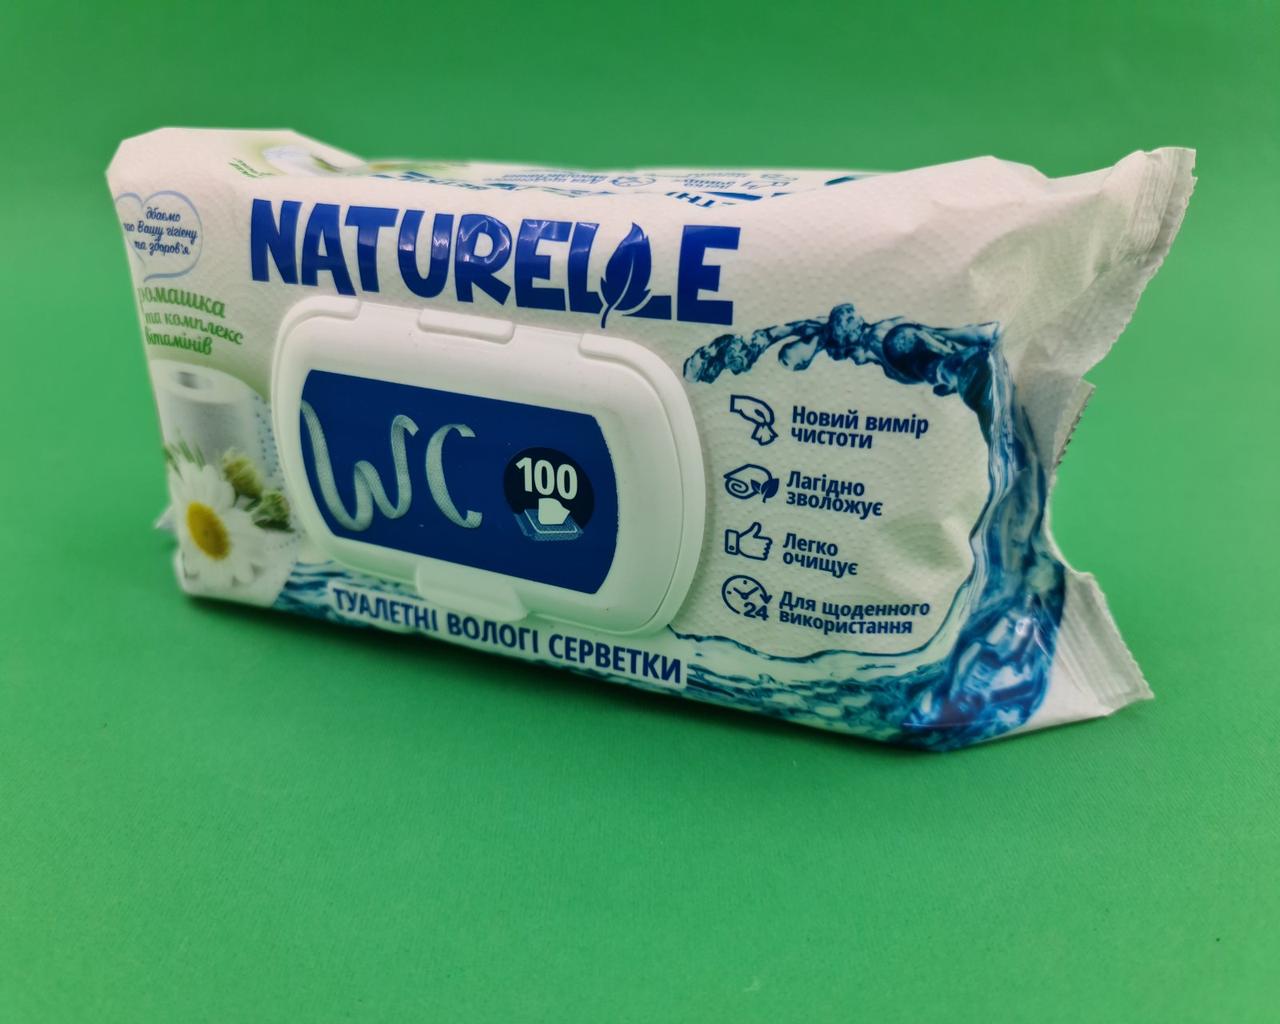 дбаємо
про Вашу гігієну
та здоров'я
ромашка
та комплекс
вітамінів
NATURELLE
WC
100
Новий вимір
чистоти
Лагідно
зволожує
Легко
очищує
24
Для щоденного
використання
ТУАЛЕТНІ ВОЛОГІ СЕРВЕТКИ